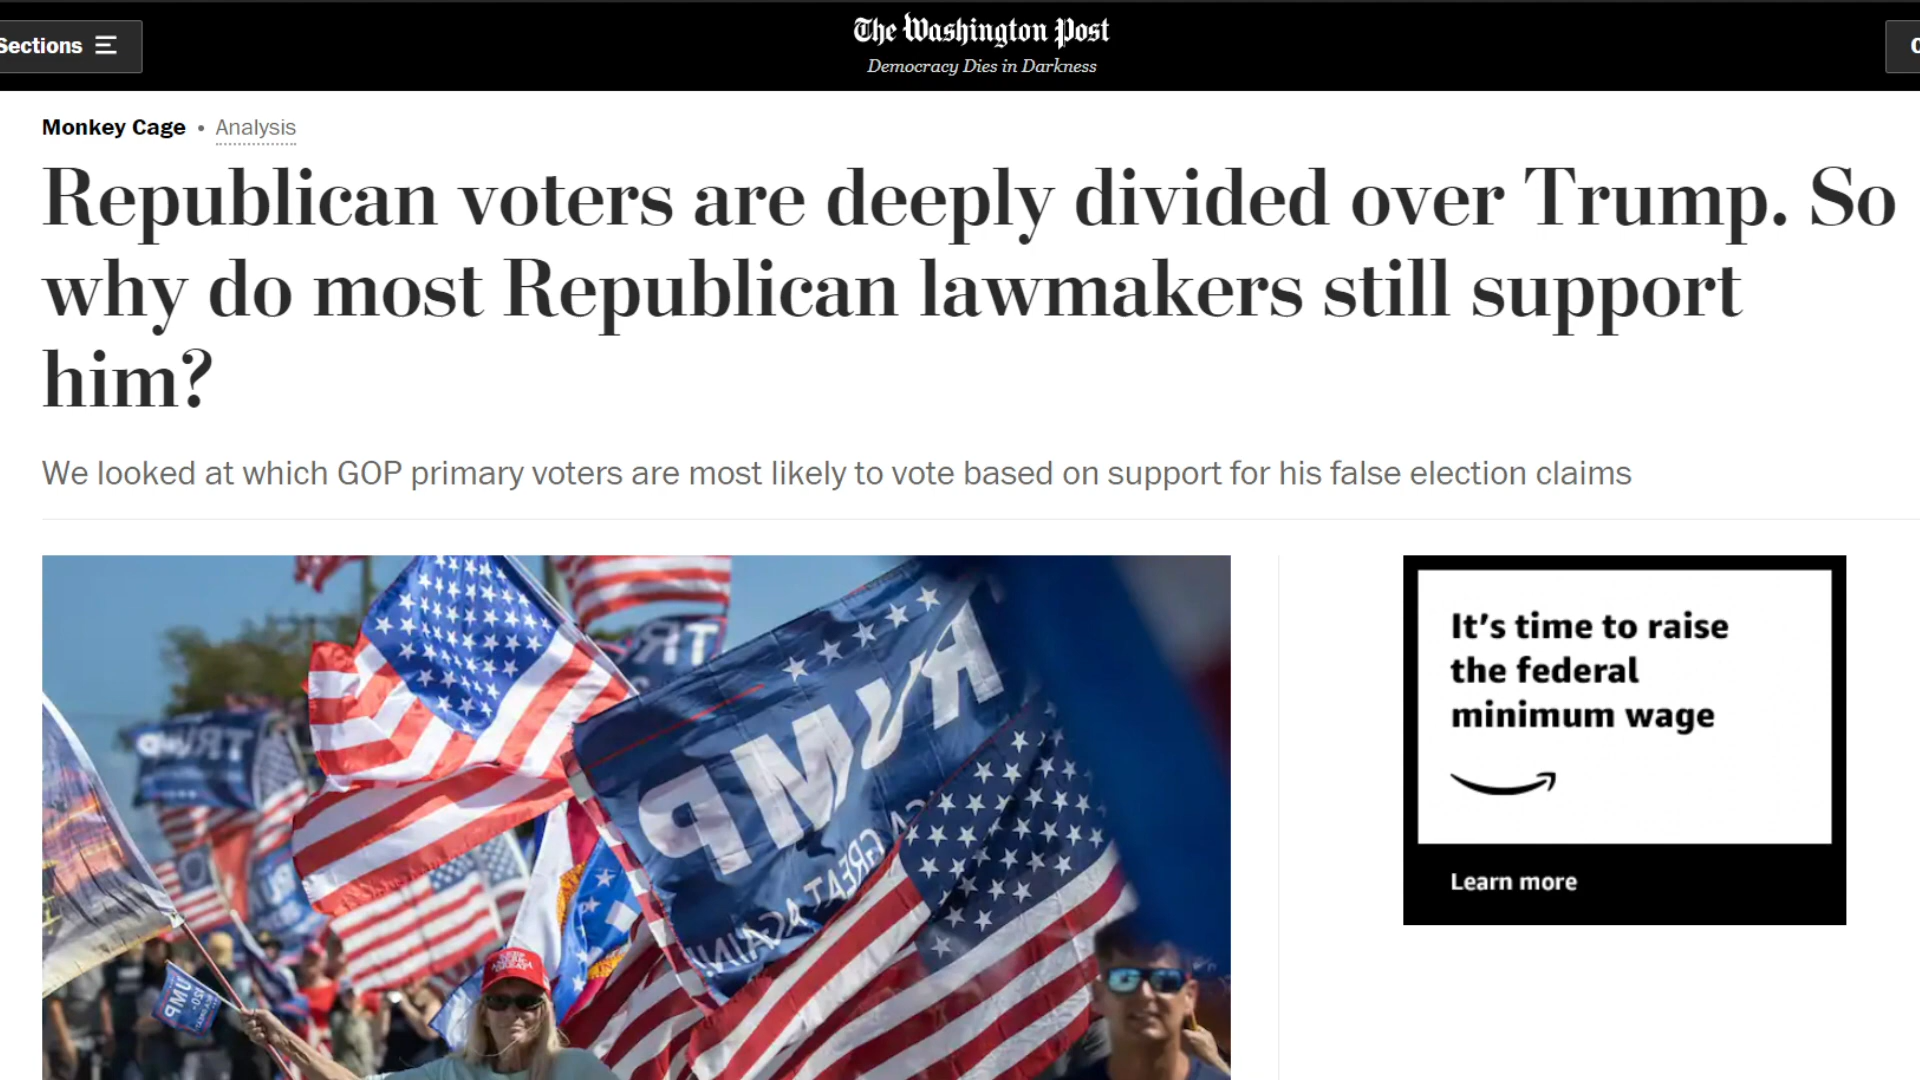 Sections
The Washington Post
Democracy Dies in Darkness
Monkey Cage • Analysis
Republican voters are deeply divided over Trump. So
why do most Republican lawmakers still support
him?
We looked at which GOP primary voters are most likely to vote based on support for his false election claims
TRUMP
GREAT AGAIN!
It's time to raise
the federal
minimum wage
Learn more